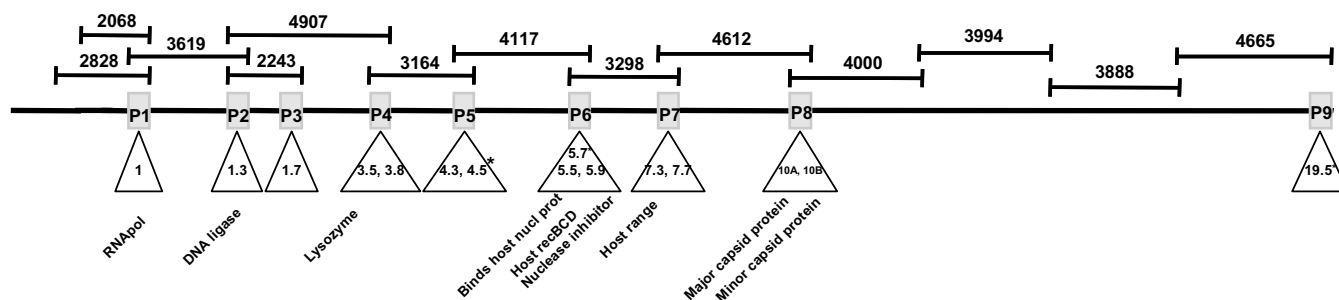 2068
4907
3619
4117
4612
3994
4665
2828
2243
3164
3298
4000
3888
P1
P2
P3
P4
P5
P6
P7
P8
P9
1
1.3
1.7
3.5, 3.8
4.3, 4.5*
5.7*
5.5, 5.9
7.3, 7.7
10A, 10B
19.5*
RNApol
DNA ligase
Lysozyme
Binds host nucl prot
Host recBCD
Nuclease inhibitor
Host range
Major capsid protein
Minor capsid protein